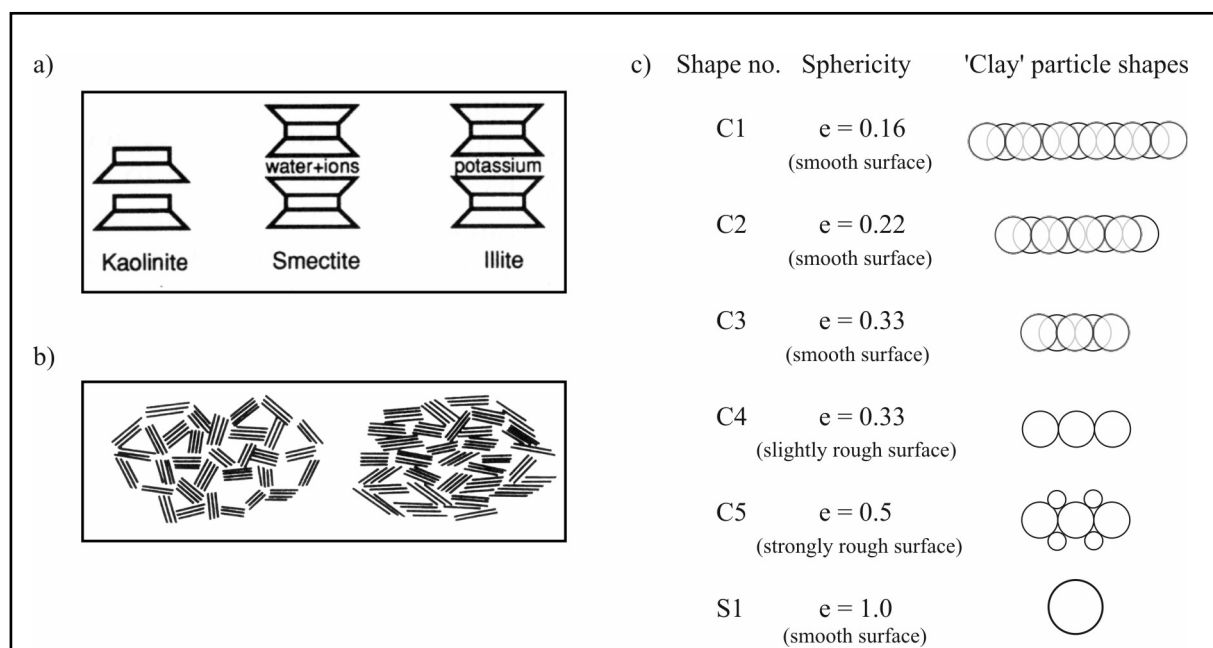 a)
water+ions
potassium
Kaolinite
Smectite
Illite
b)
c) Shape no. Sphericity 'Clay' particle shapes
C1 e = 0.16
(smooth surface)
C2 e = 0.22
(smooth surface)
C3 e = 0.33
(smooth surface)
C4 e = 0.33
(slightly rough surface)
C5 e = 0.5
(strongly rough surface)
S1 e = 1.0
(smooth surface)